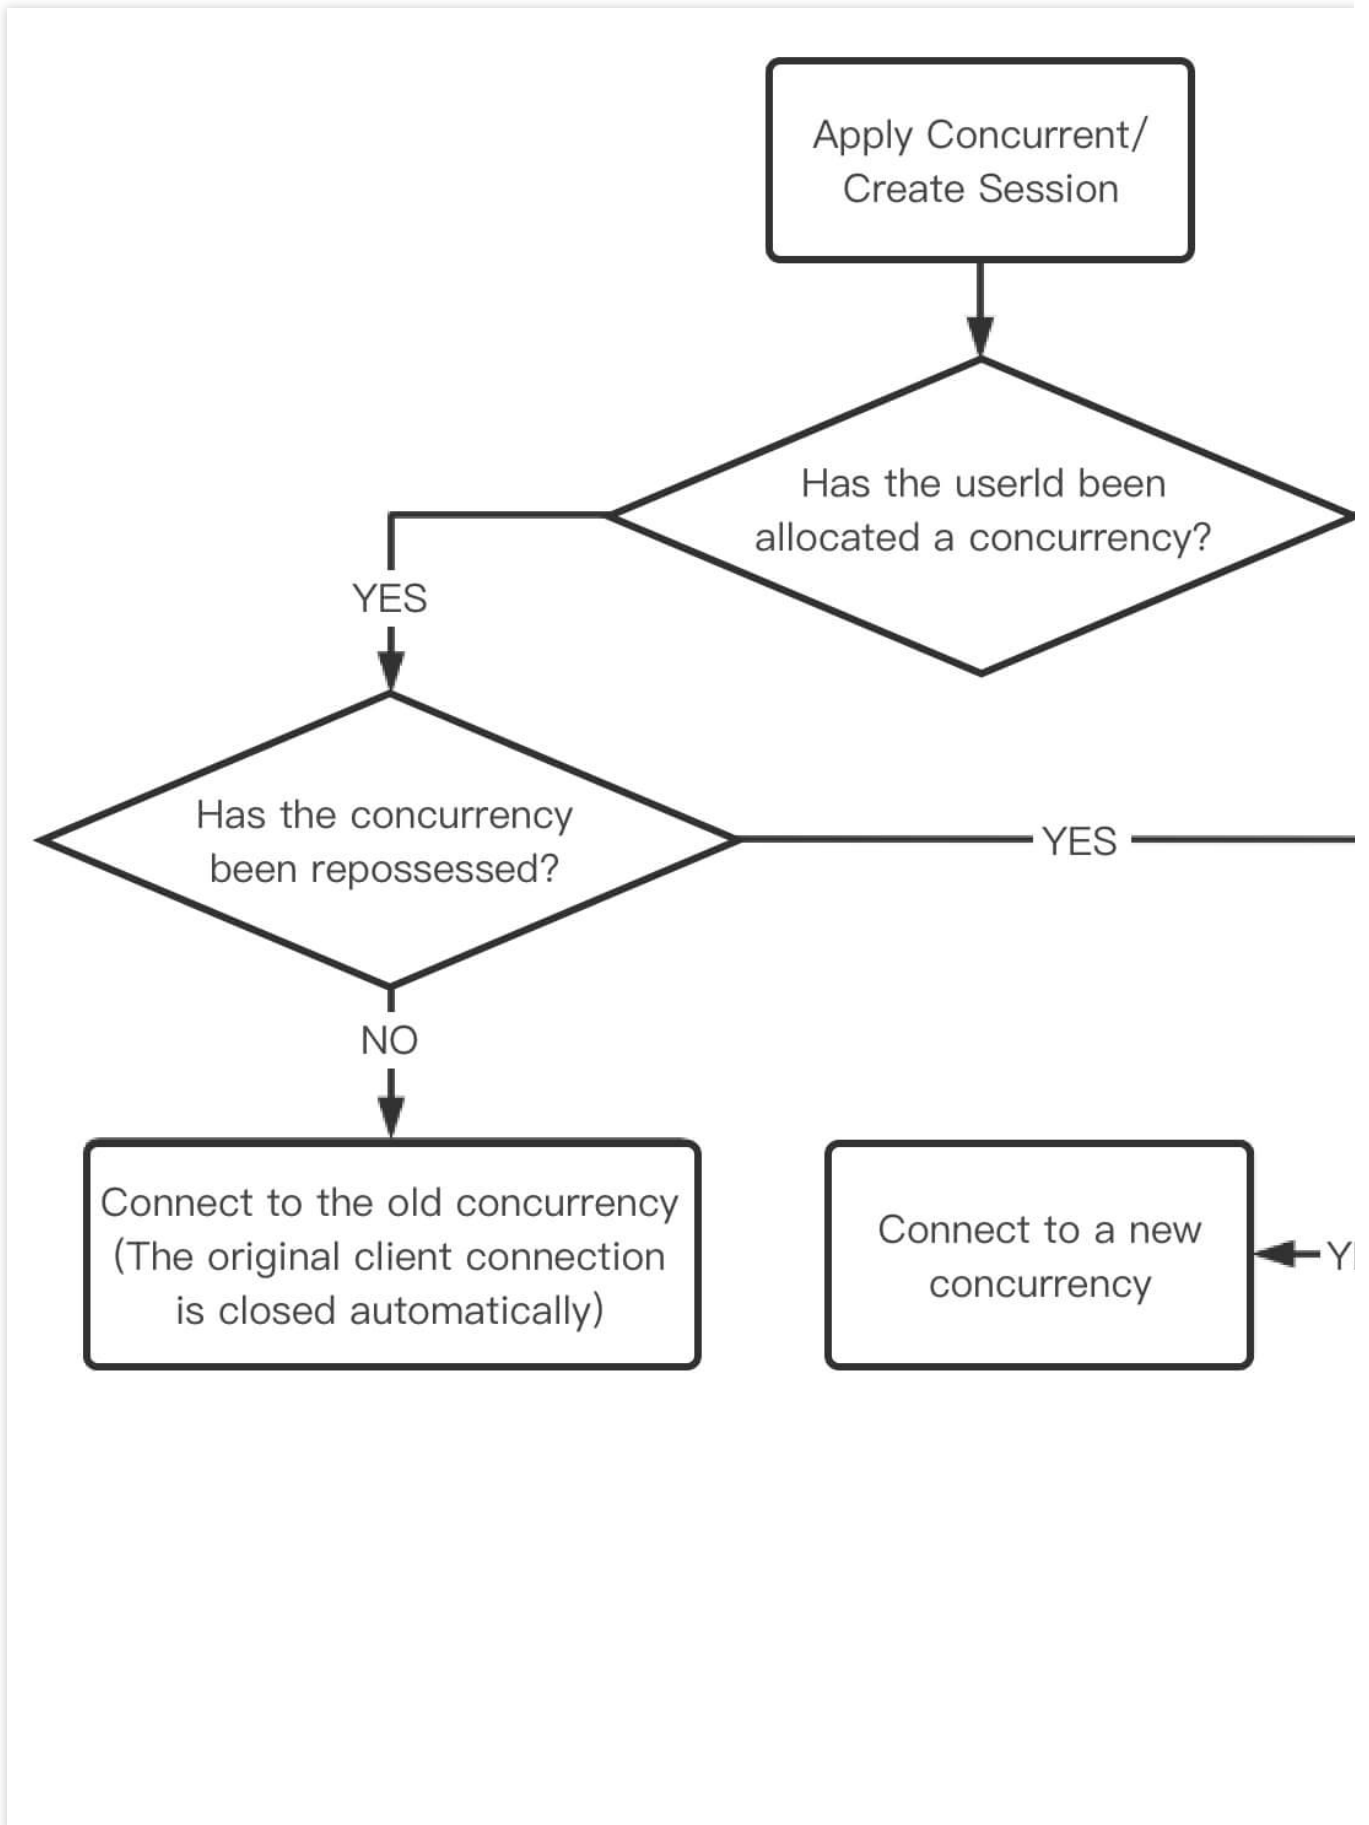 Apply Concurrent/
Create Session
Has the userId been
allocated a concurrency?
YES
Has the concurrency
been repossessed?
YES
NO
Connect to the old concurrency
(The original client connection
is closed automatically)
Connect to a new
concurrency